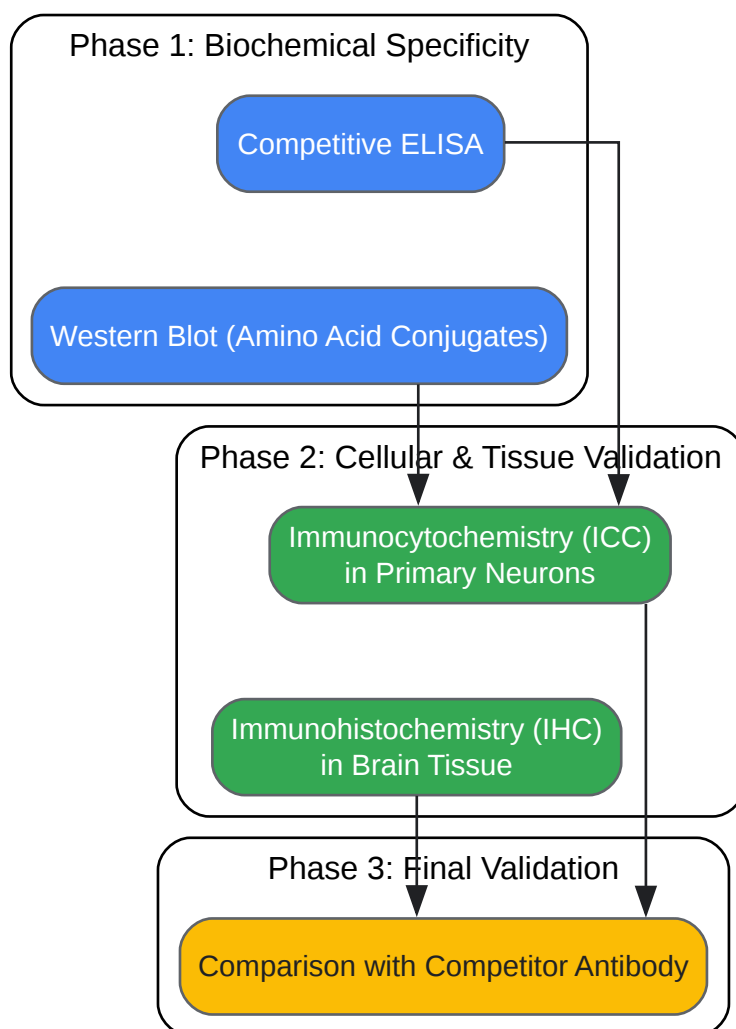 Phase 1: Biochemical Specificity
Competitive ELISA
Western Blot (Amino Acid Conjugates)
Phase 2: Cellular & Tissue Validation
Immunocytochemistry (ICC)
in Primary Neurons
Immunohistochemistry (IHC)
in Brain Tissue
Phase 3: Final Validation
Comparison with Competitor Antibody